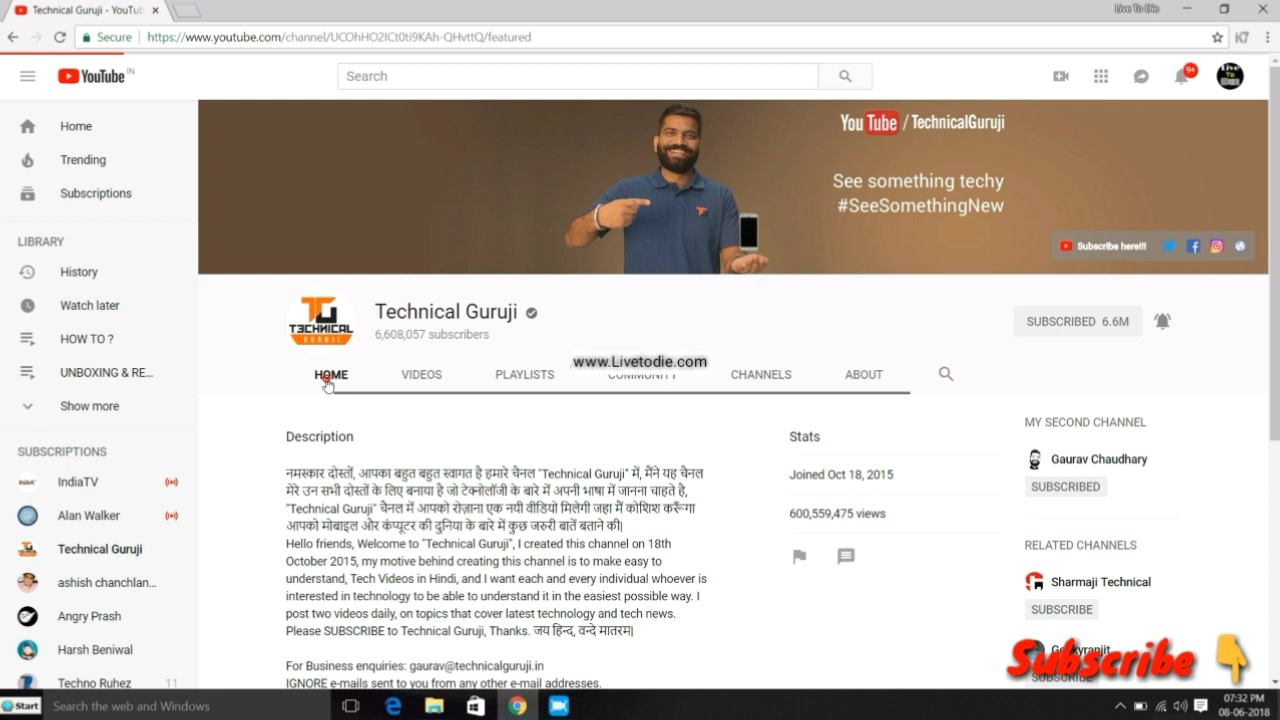 Technical Guruji - YouTu
Live To Die
Secure
https://www.youtube.com/channel/UCOhHO2ICt0ti9KAh-QHvttQ/featured
K7
YouTube IN
Search
9+
Home
Trending
Subscriptions
LIBRARY
History
Watch later
HOW TO ?
UNBOXING & RE...
Show more
SUBSCRIPTIONS
IndiaTV
Alan Walker
Technical Guruji
ashish chanchlan...
Angry Prash
Harsh Beniwal
Techno Ruhez 11
YouTube / TechnicalGuruji
See something techy
#SeeSomethingNew
Subscribe here!!!
TG
TECHNICAL
GURUJI
Technical Guruji
6,608,057 subscribers
SUBSCRIBED 6.6M
www.Livetodie.com
HOME VIDEOS PLAYLISTS COMMUNITY CHANNELS ABOUT
Description
नमस्कार दोस्तों, आपका बहुत बहुत स्वागत है हमारे चैनल "Technical Guruji" में, मैंने यह चैनल
मेरे उन सभी दोस्तों के लिए बनाया है जो टेक्नोलॉजी के बारे में अपनी भाषा में जानना चाहते है,
"Technical Guruji" चैनल में आपको रोज़ाना एक नयी वीडियो मिलेगी जहा मैं कोशिश करूँगा
आपको मोबाइल और कंप्यूटर की दुनिया के बारे में कुछ जरुरी बातें बताने की|
Hello friends, Welcome to "Technical Guruji", I created this channel on 18th
October 2015, my motive behind creating this channel is to make easy to
understand, Tech Videos in Hindi, and I want each and every individual whoever is
interested in technology to be able to understand it in the easiest possible way. I
post two videos daily, on topics that cover latest technology and tech news.
Please SUBSCRIBE to Technical Guruji, Thanks. जय हिन्द, वन्दे मातरम|
For Business enquiries: gaurav@technicalguruji.in
IGNORE e-mails sent to you from any other e-mail addresses.
Stats
Joined Oct 18, 2015
600,559,475 views
MY SECOND CHANNEL
Gaurav Chaudhary
SUBSCRIBED
RELATED CHANNELS
Sharmaji Technical
SUBSCRIBE
Geekyranjit
SUBSCRIBE
Subscribe
Start
Search the web and Windows
07:32 PM
08-06-2018